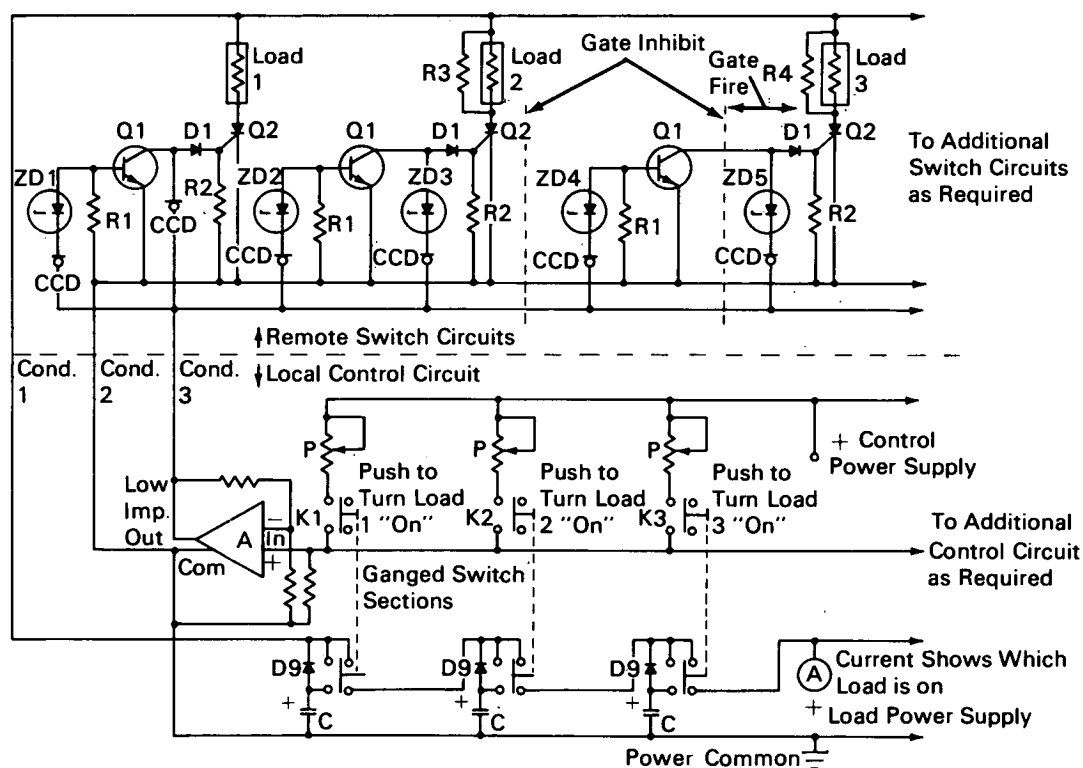 Load
1
R3
Load
2
Gate Inhibit
Gate
Fire
R4
Load
3
Q1
D1
Q2
Q1
D1
Q2
Q1
D1
Q2
To Additional
Switch Circuits
as Required
ZD1
R1
CCD
R2
ZD2
R1
ZD3
R2
ZD4
R1
ZD5
R2
CCD
CCD
CCD
CCD
CCD
Remote Switch Circuits
Cond.
1
Cond.
2
Cond.
3
Local Control Circuit
P
P
P
+ Control
Power Supply
Push to
Turn Load
1 "On"
Push to
Turn Load
2 "On"
Push to
Turn Load
3 "On"
K1
K2
K3
Low
Imp.
Out
A
−
In
+
Com
To Additional
Control Circuit
as Required
Ganged Switch
Sections
D9
+
C
D9
+
C
D9
+
C
A
Current Shows Which
Load is on
+ Load Power Supply
Power Common